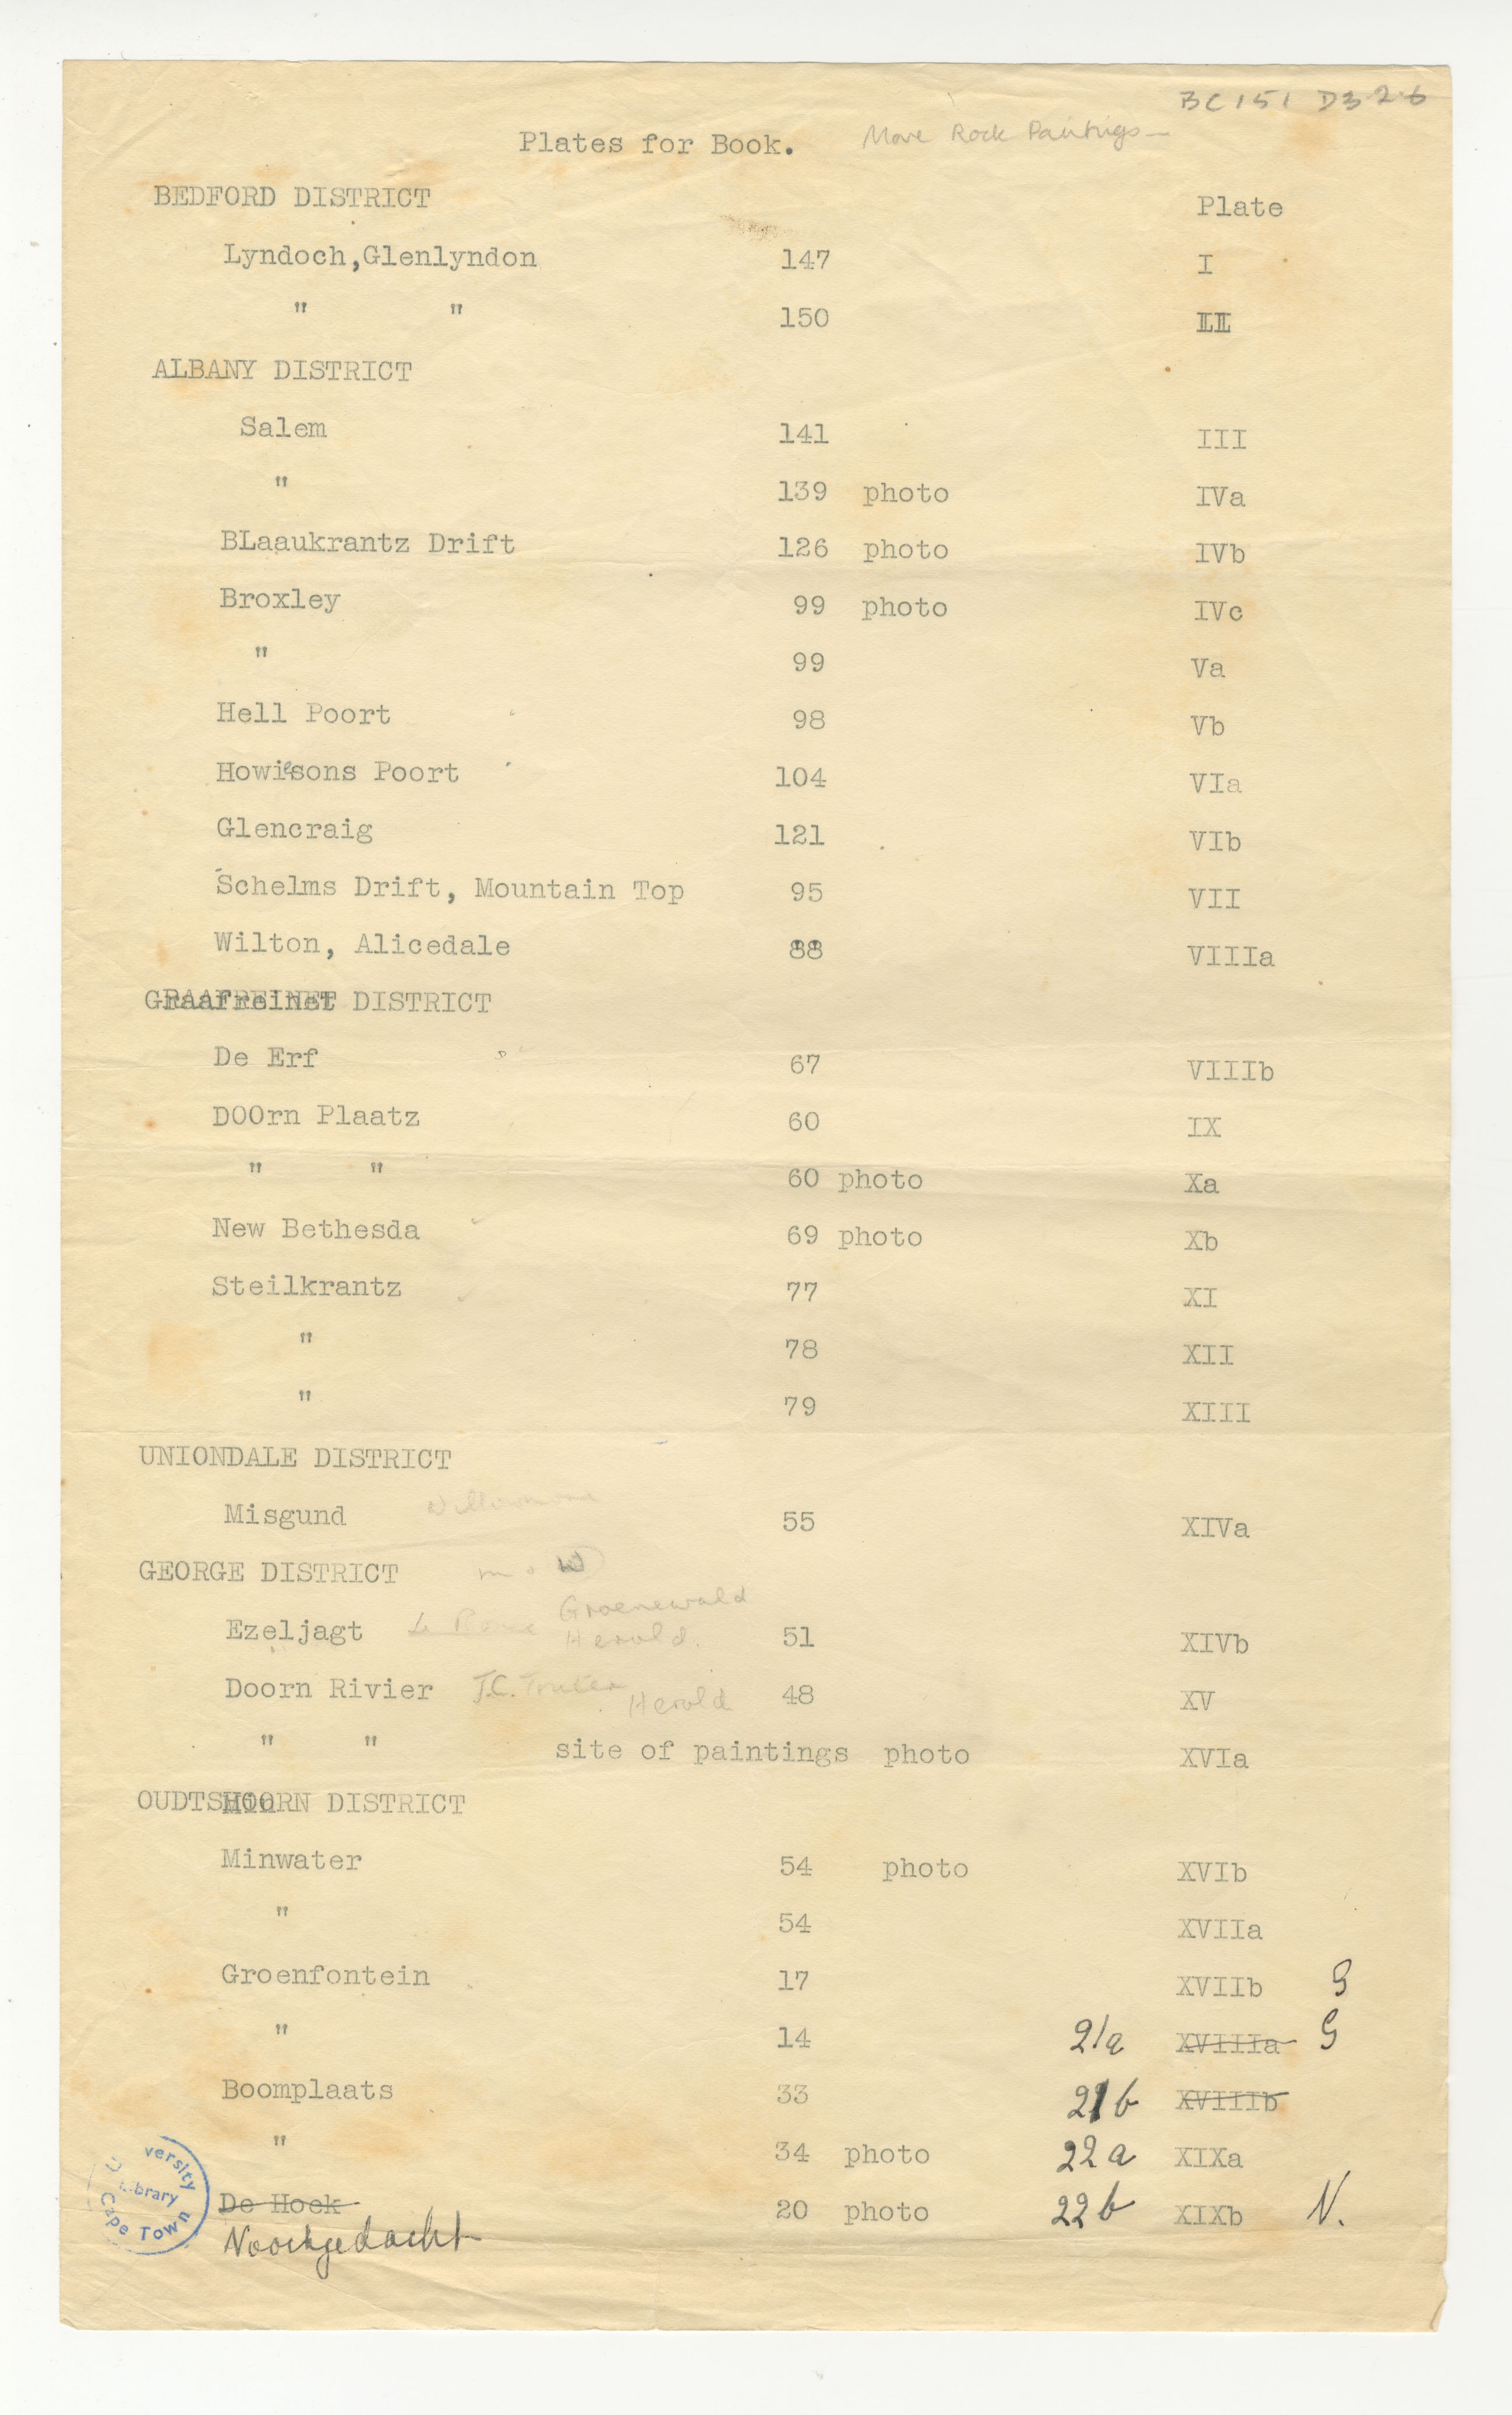 BC151 D3 2.6
Plates for Book. More Rock Paintings—
BEDFORD DISTRICT Plate
Lyndoch,Glenlyndon 147 I
" " 150 II
ALBANY DISTRICT
Salem 141 III
" 139 photo IVa
BLaaukrantz Drift 126 photo IVb
Broxley 99 photo IVc
" 99 Va
Hell Poort 98 Vb
Howiesons Poort 104 VIa
Glencraig 121 VIb
Schelms Drift, Mountain Top 95 VII
Wilton, Alicedale 88 VIIIa
GRAAFREINET DISTRICT
De Erf 67 VIIIb
DOOrn Plaatz 60 IX
" " 60 photo Xa
New Bethesda 69 photo Xb
Steilkrantz 77 XI
" 78 XII
" 79 XIII
UNIONDALE DISTRICT
Misgund Willowmore 55 XIVa
GEORGE DISTRICT
Groenewald
Ezeljagt Herold. 51 XIVb
Doorn Rivier J.C. Truter Herold 48 XV
" " site of paintings photo XVIa
OUDTSHOORN DISTRICT
Minwater 54 photo XVIb
" 54 XVIIa
Groenfontein 17 XVIIb G
" 14 21a XVIIIa G
Boomplaats 33 21b XVIIIb
" 34 photo 22a XIXa
De Hoek 20 photo 22b XIXb N.
Nooitgedacht
versity
brary
Cape Town